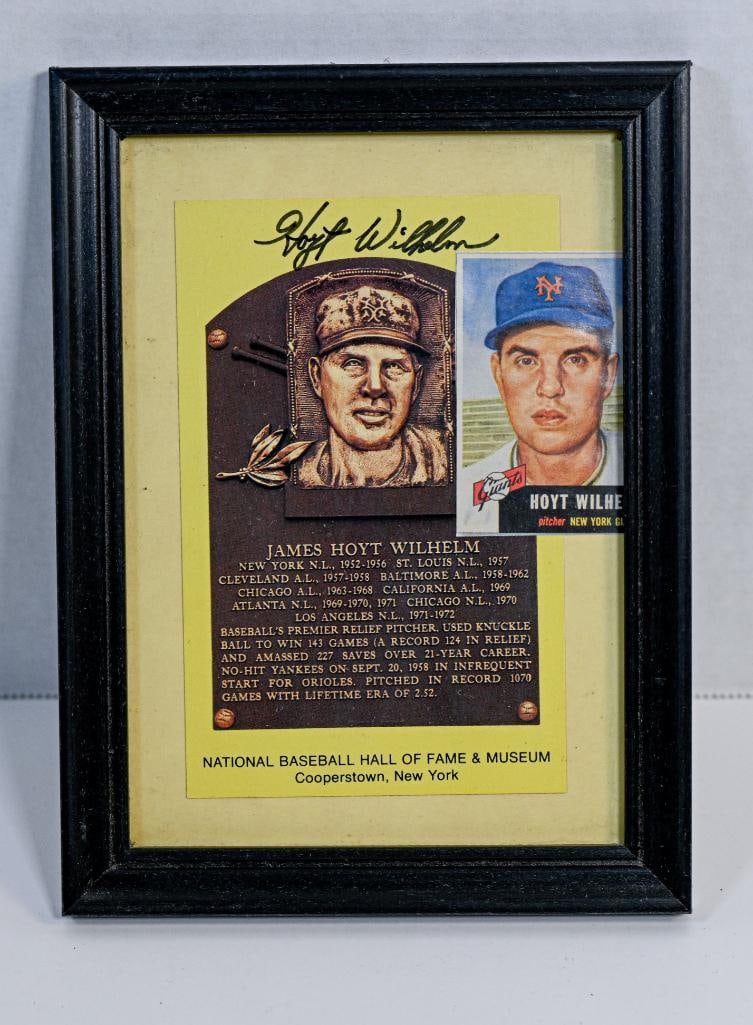 Hoyt Wilhelm
NY
Giants
HOYT WILHE
pitcher NEW YORK GI
JAMES HOYT WILHELM
NEW YORK N.L., 1952-1956 ST. LOUIS N.L., 1957
CLEVELAND A.L., 1957-1958 BALTIMORE A.L., 1958-1962
CHICAGO A.L., 1963-1968 CALIFORNIA A.L., 1969
ATLANTA N.L., 1969-1970, 1971 CHICAGO N.L., 1970
LOS ANGELES N.L., 1971-1972
BASEBALL'S PREMIER RELIEF PITCHER. USED KNUCKLE
BALL TO WIN 143 GAMES (A RECORD 124 IN RELIEF)
AND AMASSED 227 SAVES OVER 21-YEAR CAREER.
NO-HIT YANKEES ON SEPT. 20, 1958 IN INFREQUENT
START FOR ORIOLES. PITCHED IN RECORD 1070
GAMES WITH LIFETIME ERA OF 2.52.
NATIONAL BASEBALL HALL OF FAME & MUSEUM
Cooperstown, New York